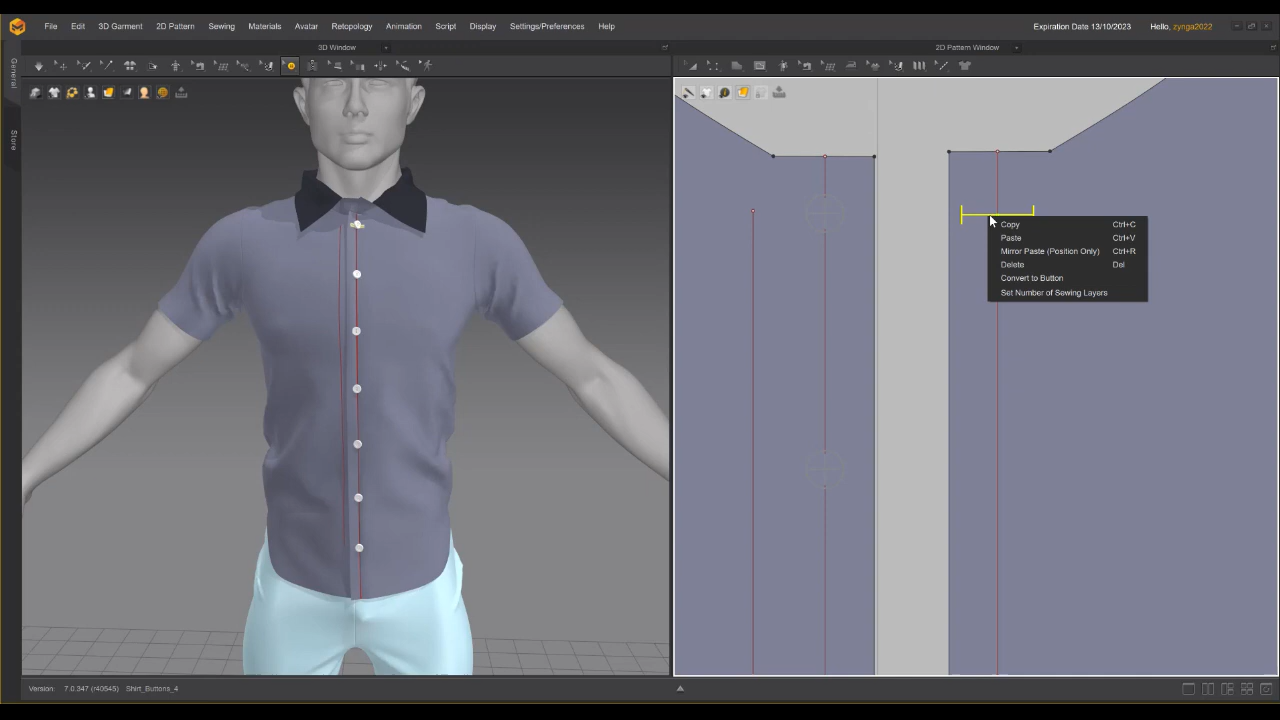 File Edit 3D Garment 2D Pattern Sewing Materials Avatar Retopology Animation Script Display Settings/Preferences Help Expiration Date 13/10/2023 Hello, zynga2022
3D Window 2D Pattern Window
General
Store
Copy Ctrl+C
Paste Ctrl+V
Mirror Paste (Position Only) Ctrl+R
Delete Del
Convert to Button
Set Number of Sewing Layers
Version: 7.0.347 (r40545) Shirt_Buttons_4